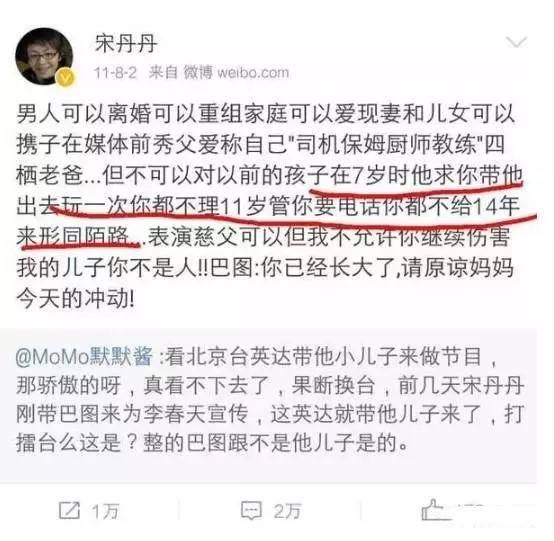 宋丹丹
11-8-2 来自 微博 weibo.com
男人可以离婚可以重组家庭可以爱现妻和儿女可以
携子在媒体前秀父爱称自己"司机保姆厨师教练"四
栖老爸...但不可以对以前的孩子在7岁时他求你带他
出去玩一次你都不理11岁管你要电话你都不给14年
来形同陌路...表演慈父可以但我不允许你继续伤害
我的儿子你不是人!!巴图:你已经长大了,请原谅妈妈
今天的冲动!
@MoMo默默酱 :看北京台英达带他小儿子来做节目，
那骄傲的呀，真看不下去了，果断换台，前几天宋丹丹
刚带巴图来为李春天宣传，这英达就带他儿子来了，打
擂台么这是？整的巴图跟不是他儿子是的。
1万
2万